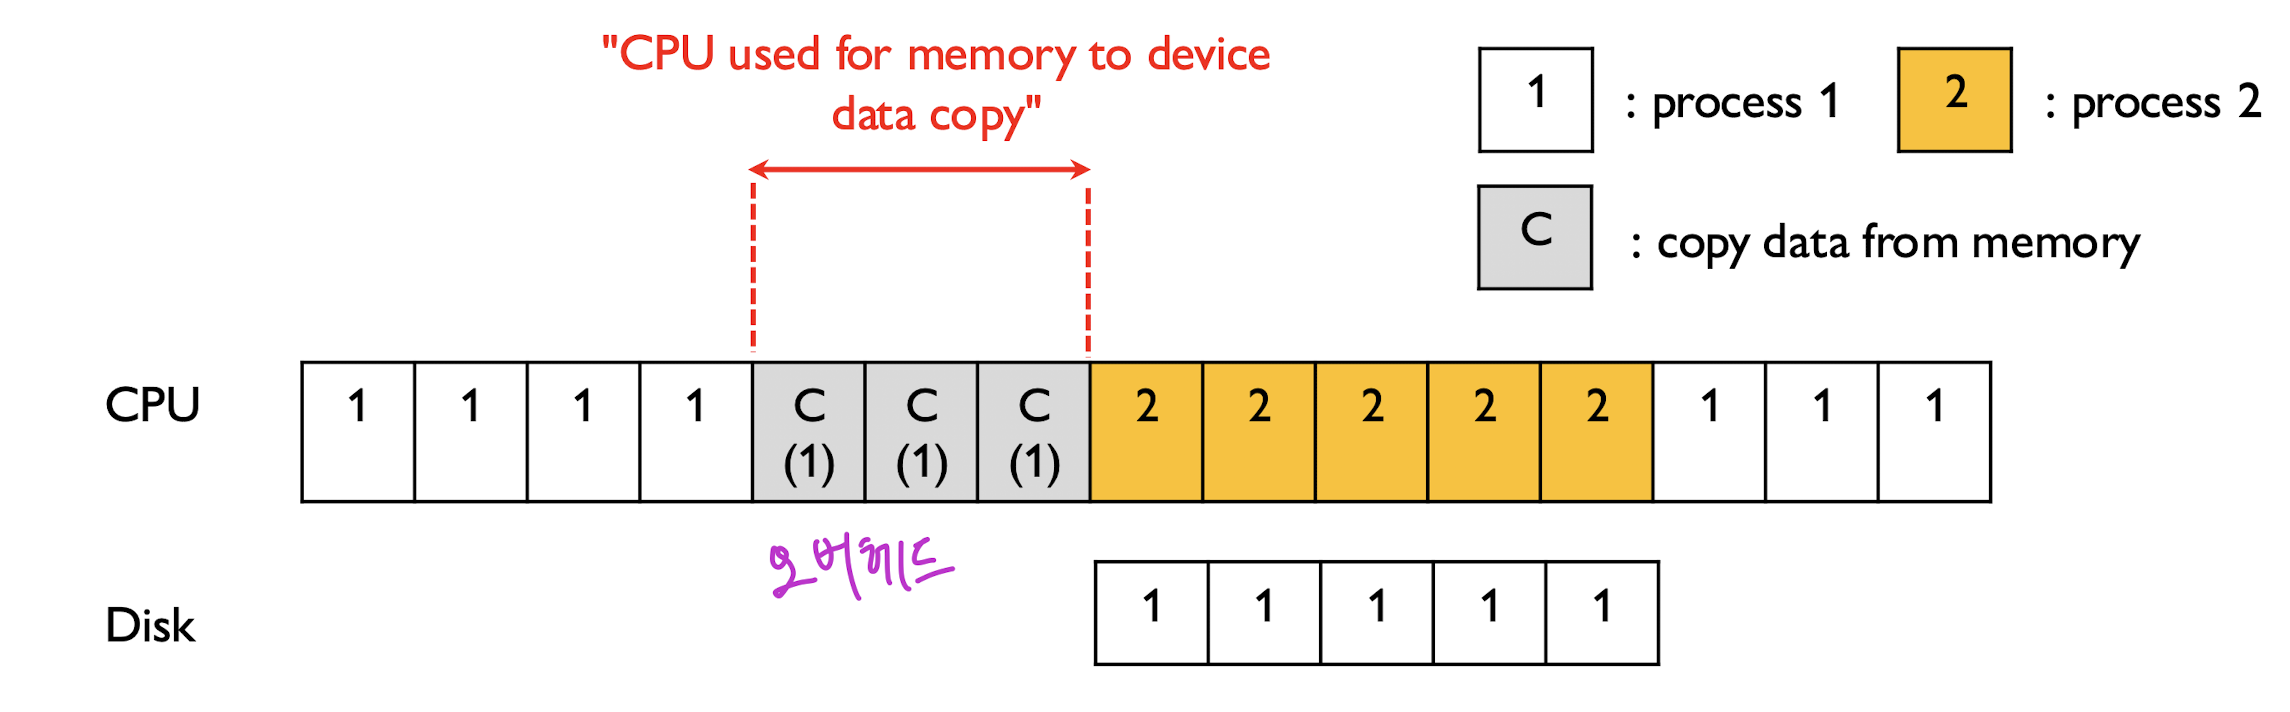 "CPU used for memory to device
data copy"
1 : process 1 2 : process 2
C : copy data from memory
CPU 1 1 1 1 C (1) C (1) C (1) 2 2 2 2 2 1 1 1
오버헤드
Disk 1 1 1 1 1